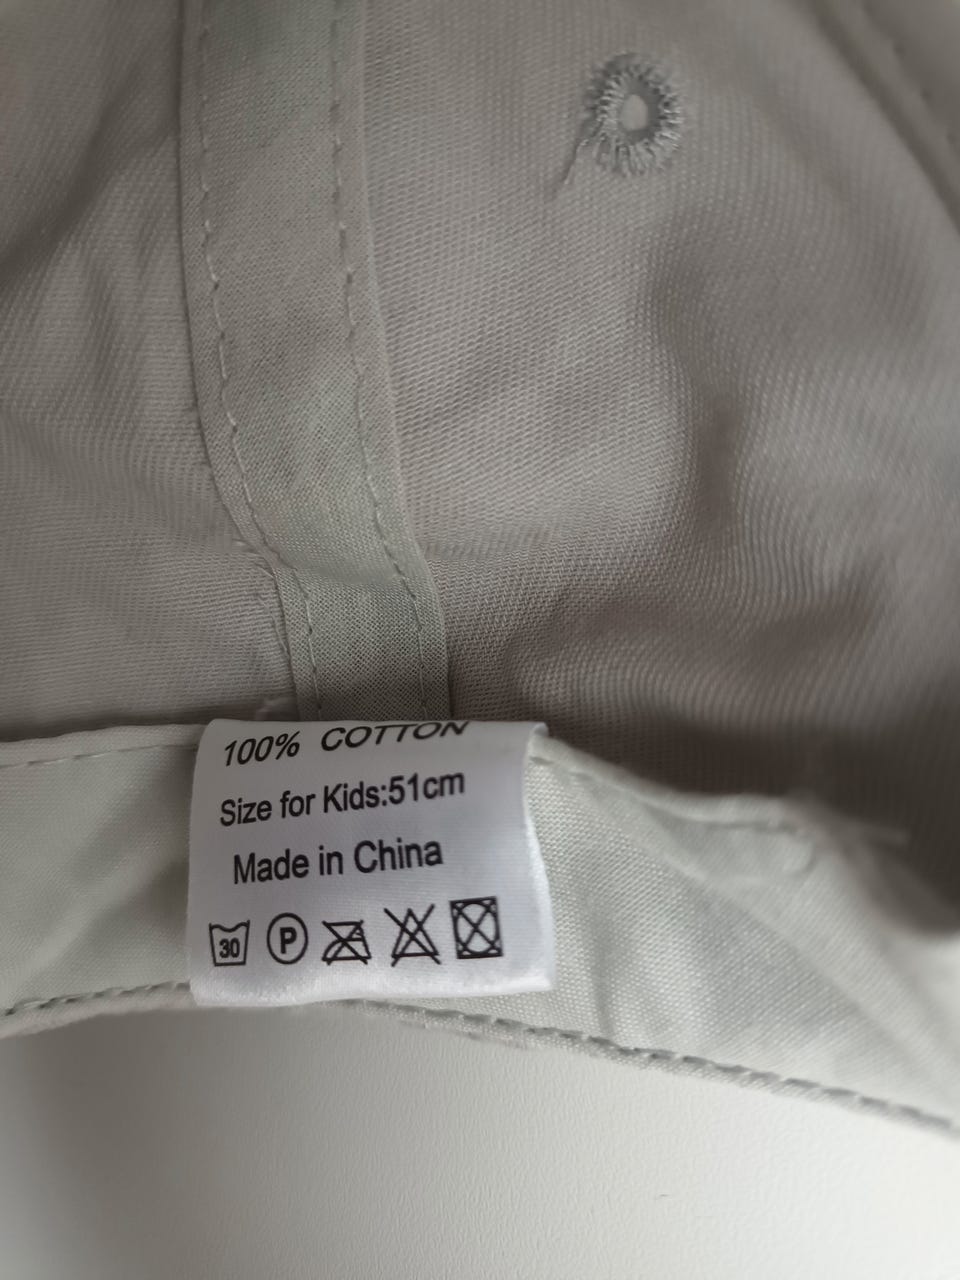 100% COTTON
Size for Kids:51cm
Made in China
30 P